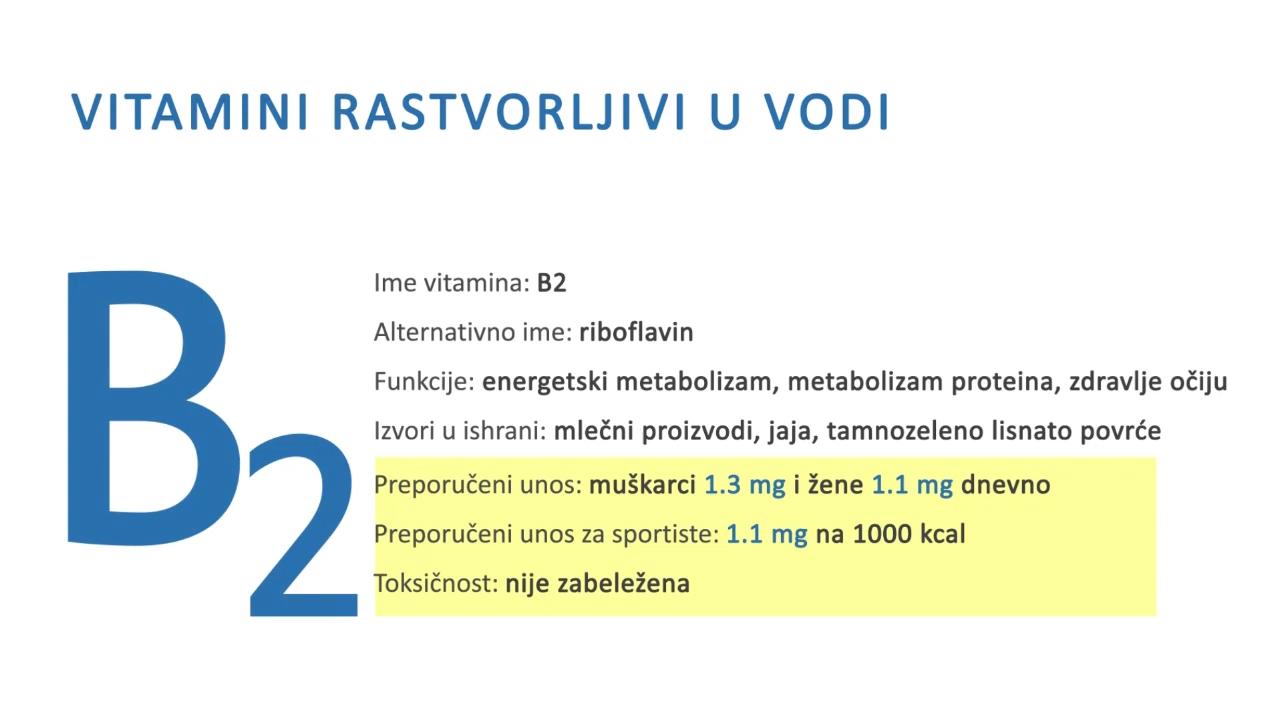 VITAMINI RASTVORLJIVI U VODI
B2
Ime vitamina: B2
Alternativno ime: riboflavin
Funkcije: energetski metabolizam, metabolizam proteina, zdravlje očiju
Izvori u ishrani: mlečni proizvodi, jaja, tamnozeleno lisnato povrće
Preporučeni unos: muškarci 1.3 mg i žene 1.1 mg dnevno
Preporučeni unos za sportiste: 1.1 mg na 1000 kcal
Toksičnost: nije zabeležena